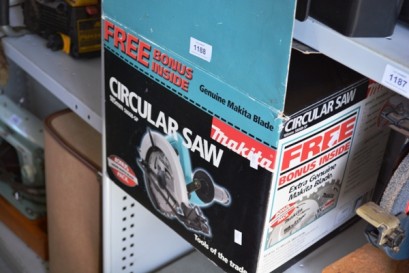 1188
FREE BONUS INSIDE
Genuine Makita Blade
CIRCULAR SAW
makita
Tools of the trade
CIRCULAR SAW
FREE
BONUS INSIDE
Extra Genuine
Makita Blade.
1187